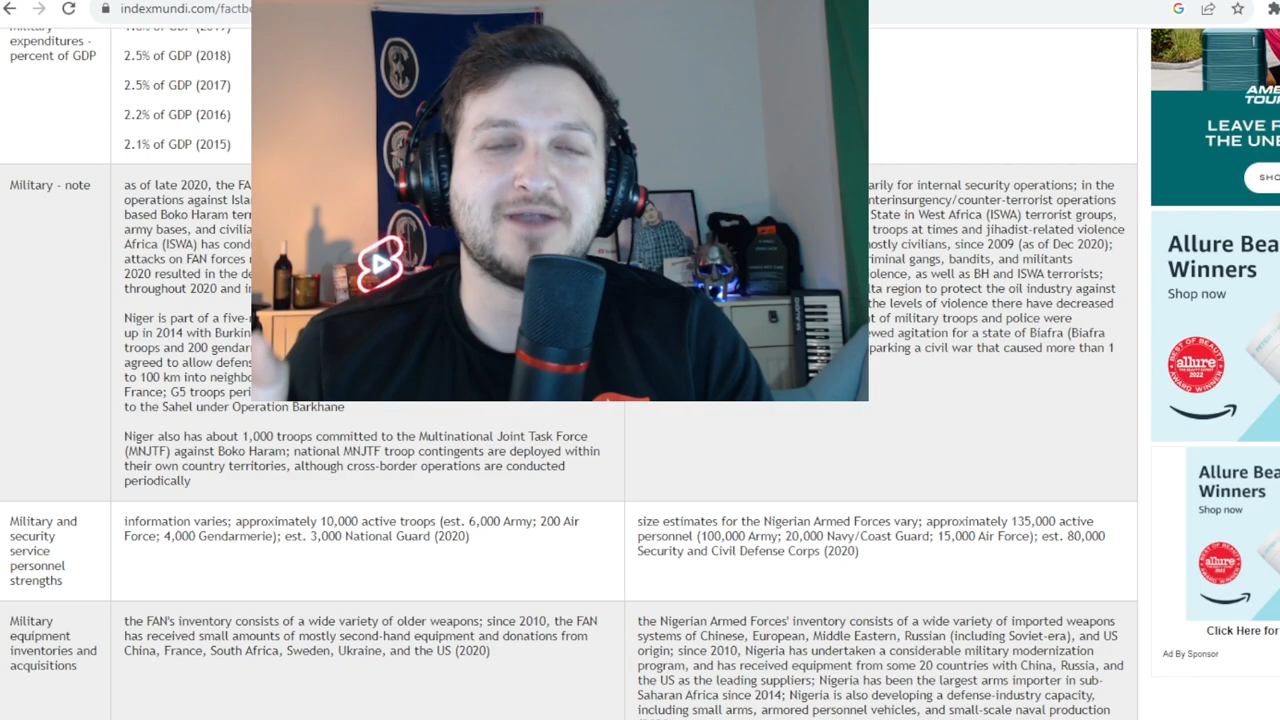 indexmundi.com/factbo
Military
expenditures -
percent of GDP
2.5% of GDP (2018)
2.5% of GDP (2017)
2.2% of GDP (2016)
2.1% of GDP (2015)
Military - note
as of late 2020, the FA
operations against Isla
based Boko Haram terr
army bases, and civilia
Africa (ISWA) has cond
attacks on FAN forces
2020 resulted in the de
throughout 2020 and in
Niger is part of a five-
up in 2014 with Burkin
troops and 200 gendar
agreed to allow defens
to 100 km into neighbo
France; G5 troops peri
to the Sahel under Operation Barkhane
Niger also has about 1,000 troops committed to the Multinational Joint Task Force
(MNJTF) against Boko Haram; national MNJTF troop contingents are deployed within
their own country territories, although cross-border operations are conducted
periodically
arily for internal security operations; in the
nterinsurgency/counter-terrorist operations
State in West Africa (ISWA) terrorist groups,
troops at times and jihadist-related violence
nostly civilians, since 2009 (as of Dec 2020);
riminal gangs, bandits, and militants
olence, as well as BH and ISWA terrorists;
lta region to protect the oil industry against
the levels of violence there have decreased
t of military troops and police were
ewed agitation for a state of Biafra (Biafra
parking a civil war that caused more than 1
Military and
security
service
personnel
strengths
information varies; approximately 10,000 active troops (est. 6,000 Army; 200 Air
Force; 4,000 Gendarmerie); est. 3,000 National Guard (2020)
size estimates for the Nigerian Armed Forces vary; approximately 135,000 active
personnel (100,000 Army; 20,000 Navy/Coast Guard; 15,000 Air Force); est. 80,000
Security and Civil Defense Corps (2020)
Military
equipment
inventories and
acquisitions
the FAN's inventory consists of a wide variety of older weapons; since 2010, the FAN
has received small amounts of mostly second-hand equipment and donations from
China, France, South Africa, Sweden, Ukraine, and the US (2020)
the Nigerian Armed Forces' inventory consists of a wide variety of imported weapons
systems of Chinese, European, Middle Eastern, Russian (including Soviet-era), and US
origin; since 2010, Nigeria has undertaken a considerable military modernization
program, and has received equipment from some 20 countries with China, Russia, and
the US as the leading suppliers; Nigeria has been the largest arms importer in sub-
Saharan Africa since 2014; Nigeria is also developing a defense-industry capacity,
including small arms, armored personnel vehicles, and small-scale naval production
AME
TOUR
LEAVE F
THE UNE
SHO
Allure Bea
Winners
Shop now
BEST OF BEAUTY
allure
2022
AWARD WINNER
Allure Bea
Winners
Shop now
allure
Click Here for
Ad By Sponsor